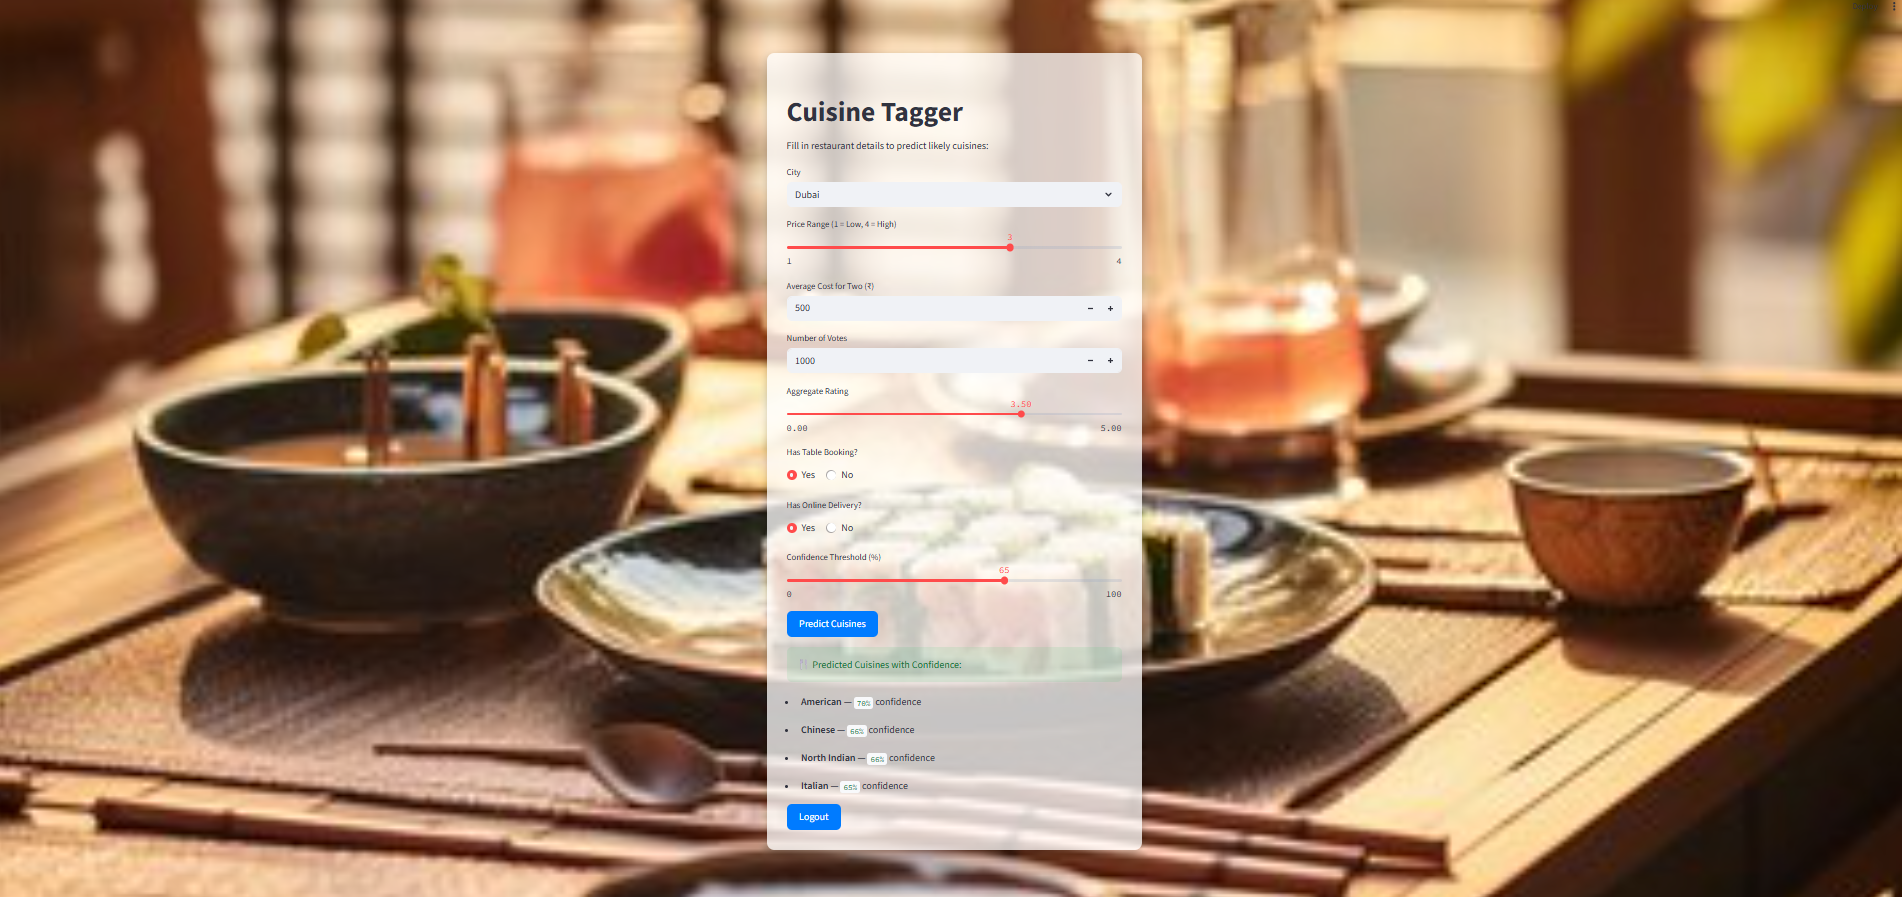 Cuisine Tagger
Fill in restaurant details to predict likely cuisines:
City
Dubai
Price Range (1 = Low, 4 = High)
3
1 4
Average Cost for Two (₹)
500 − +
Number of Votes
1000 − +
Aggregate Rating
3.50
0.00 5.00
Has Table Booking?
Yes No
Has Online Delivery?
Yes No
Confidence Threshold (%)
65
0 100
Predict Cuisines
🍴 Predicted Cuisines with Confidence:
• American — 70% confidence
• Chinese — 66% confidence
• North Indian — 66% confidence
• Italian — 65% confidence
Logout